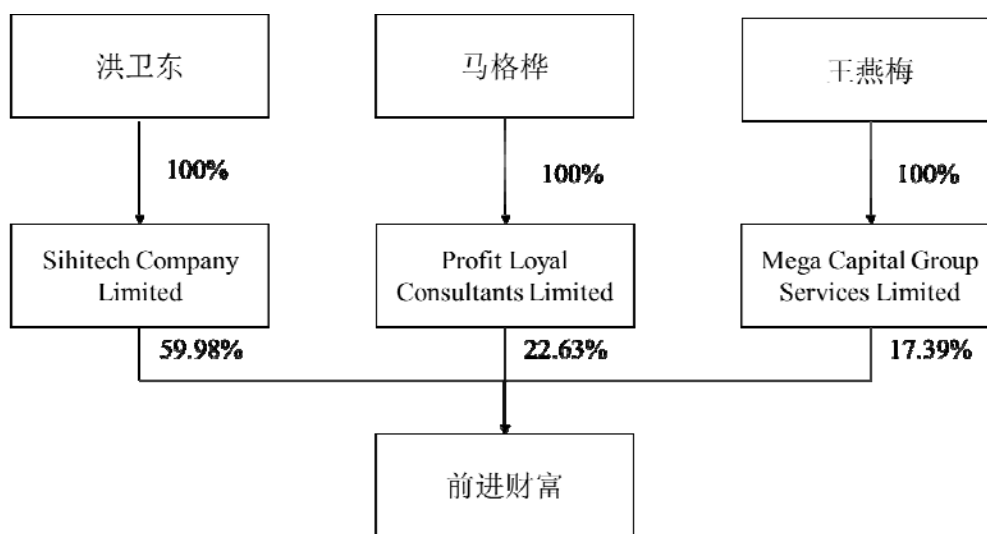 洪卫东
马格桦
王燕梅
100%
100%
100%
Sihitech Company
Limited
Profit Loyal
Consultants Limited
Mega Capital Group
Services Limited
59.98%
22.63%
17.39%
前进财富